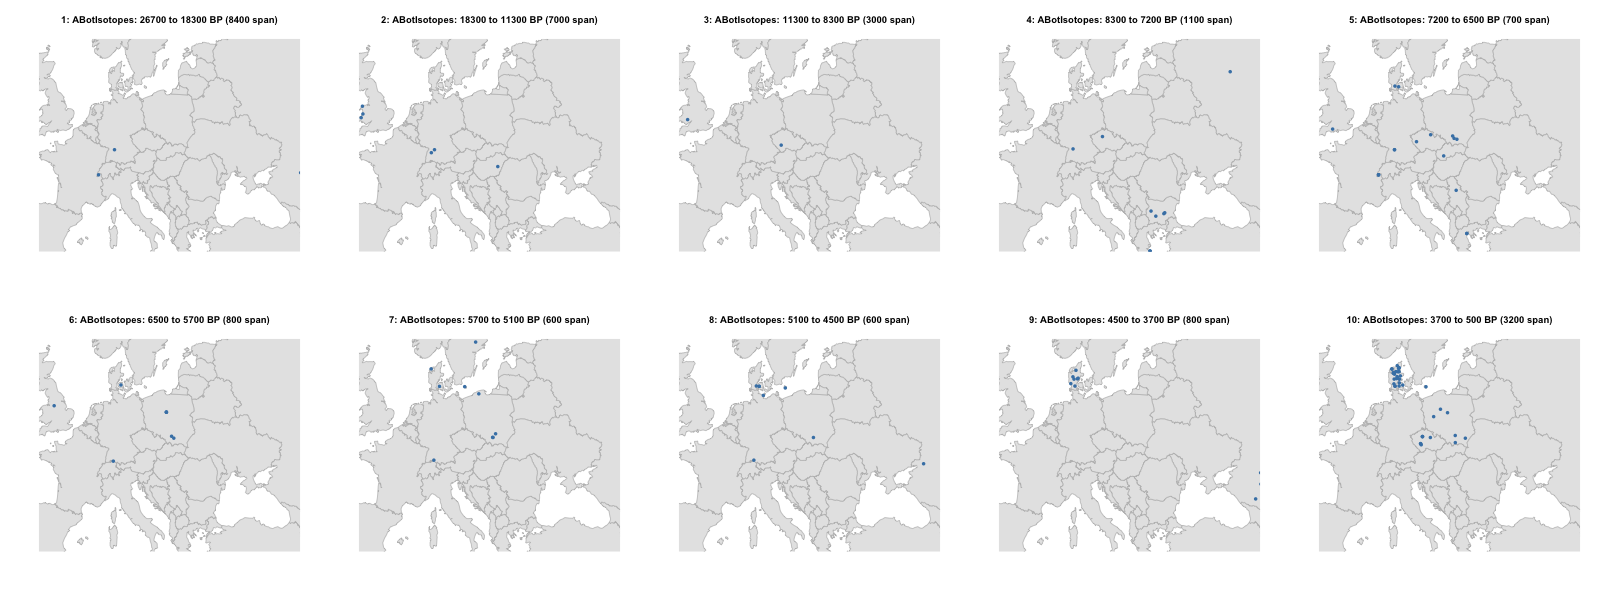 1: ABotIsotopes: 26700 to 18300 BP (8400 span)
2: ABotIsotopes: 18300 to 11300 BP (7000 span)
3: ABotIsotopes: 11300 to 8300 BP (3000 span)
4: ABotIsotopes: 8300 to 7200 BP (1100 span)
5: ABotIsotopes: 7200 to 6500 BP (700 span)
6: ABotIsotopes: 6500 to 5700 BP (800 span)
7: ABotIsotopes: 5700 to 5100 BP (600 span)
8: ABotIsotopes: 5100 to 4500 BP (600 span)
9: ABotIsotopes: 4500 to 3700 BP (800 span)
10: ABotIsotopes: 3700 to 500 BP (3200 span)